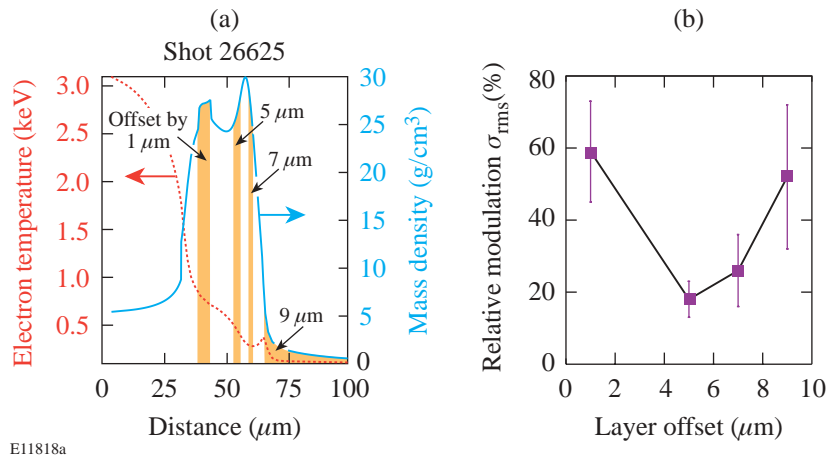 (a)
Shot 26625
Electron temperature (keV)
3.0
2.5
2.0
1.5
1.0
0.5
Offset by
1 μm
5 μm
7 μm
9 μm
30
25
20
15
10
5
0
Mass density (g/cm³)
0 25 50 75 100
Distance (μm)
(b)
Relative modulation σrms(%)
80
60
40
20
0
0 2 4 6 8 10
Layer offset (μm)
E11818a